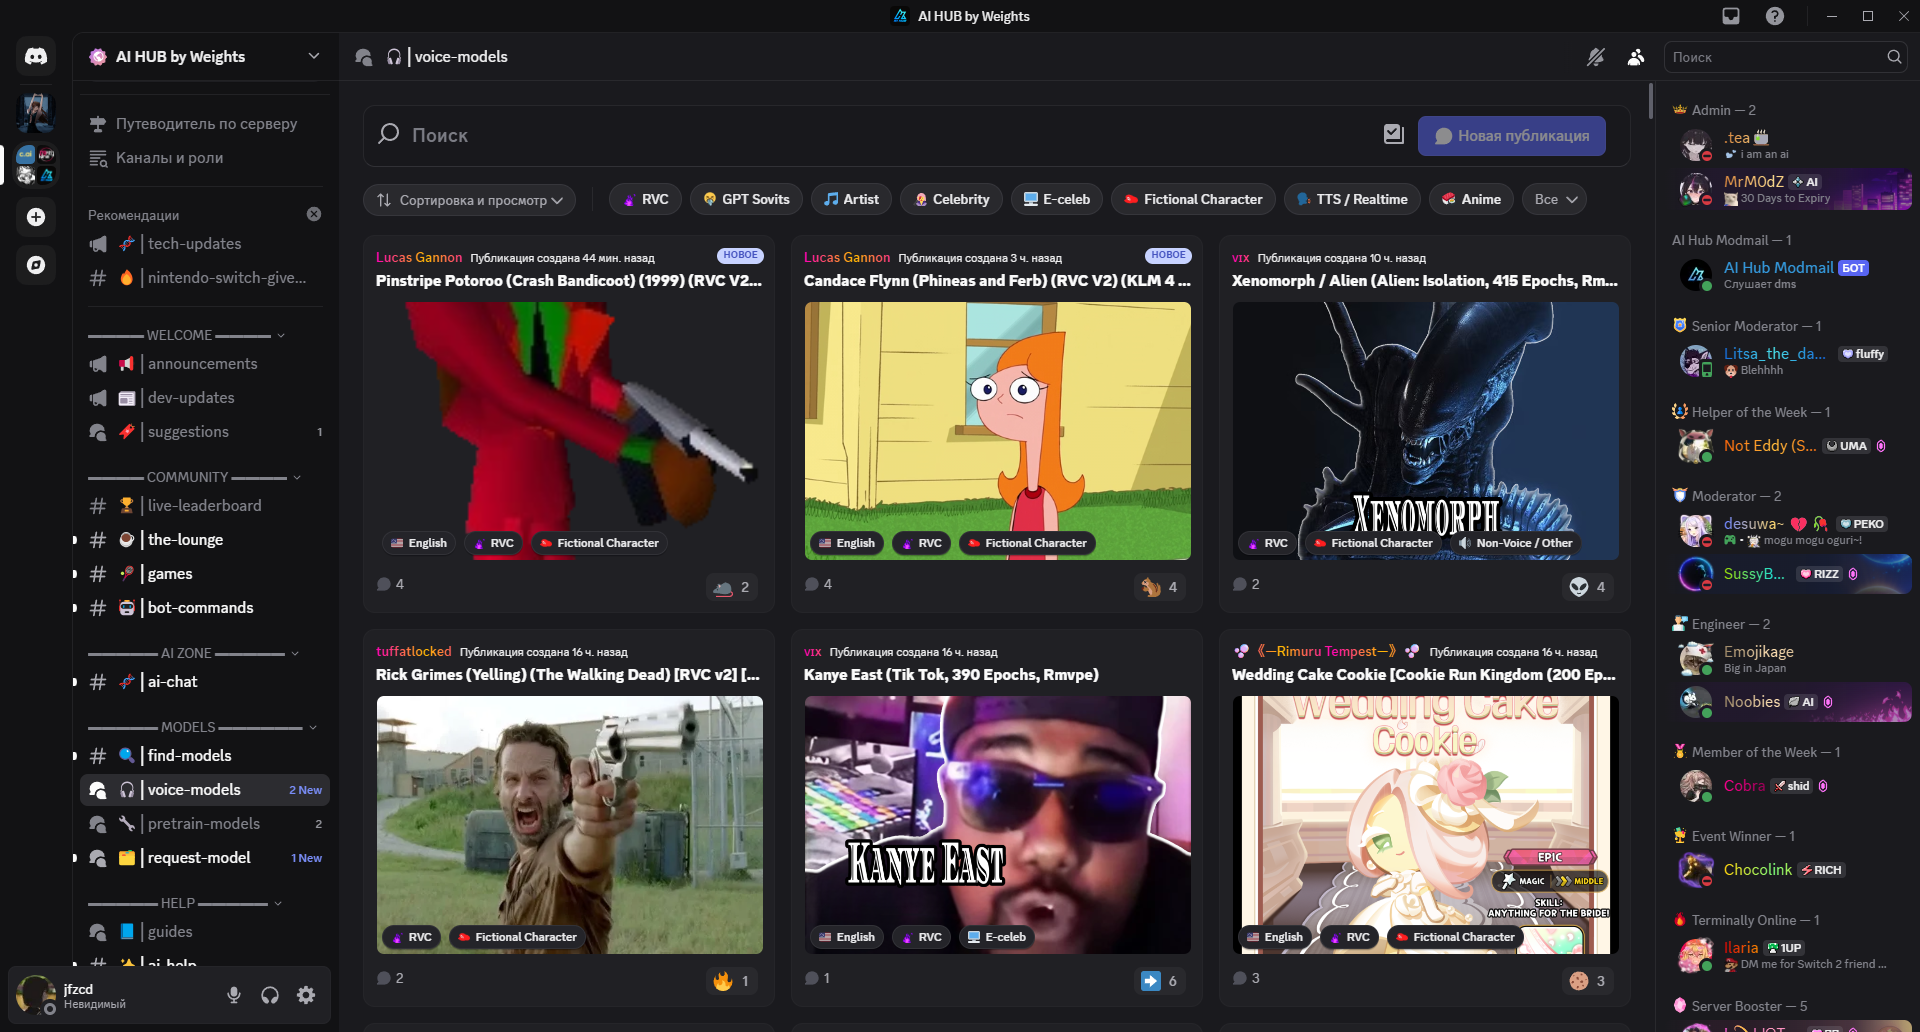 AI HUB by Weights
AI HUB by Weights
Путеводитель по серверу
Каналы и роли
Рекомендации
tech-updates
nintendo-switch-give...
WELCOME
announcements
dev-updates
suggestions
1
COMMUNITY
live-leaderboard
the-lounge
games
bot-commands
AI ZONE
ai-chat
MODELS
find-models
voice-models
2 New
pretrain-models
2
request-model
1 New
HELP
guides
ai-help
jfzcd
Невидимый
voice-models
Поиск
Поиск
Новая публикация
Сортировка и просмотр
RVC
GPT Sovits
Artist
Celebrity
E-celeb
Fictional Character
TTS / Realtime
Anime
Все
Lucas Gannon Публикация создана 44 мин. назад
НОВОЕ
Pinstripe Potoroo (Crash Bandicoot) (1999) (RVC V2...
English
RVC
Fictional Character
4
2
Lucas Gannon Публикация создана 3 ч. назад
НОВОЕ
Candace Flynn (Phineas and Ferb) (RVC V2) (KLM 4 ...
English
RVC
Fictional Character
4
4
vɪx Публикация создана 10 ч. назад
Xenomorph / Alien (Alien: Isolation, 415 Epochs, Rm...
XENOMORPH
RVC
Fictional Character
Non-Voice / Other
2
4
tuffatlocked Публикация создана 16 ч. назад
Rick Grimes (Yelling) (The Walking Dead) [RVC v2] [...
RVC
Fictional Character
2
1
vɪx Публикация создана 16 ч. назад
Kanye East (Tik Tok, 390 Epochs, Rmvpe)
KANYE EAST
English
RVC
E-celeb
1
6
《—Rimuru Tempest—》 Публикация создана 16 ч. назад
Wedding Cake Cookie [Cookie Run Kingdom (200 Ep...
Wedding Cake
Cookie
EPIC
MAGIC
MIDDLE
SKILL:
ANYTHING FOR THE BRIDE!
English
RVC
Fictional Character
3
3
Admin — 2
.tea
i am an ai
MrM0dZ AI
30 Days to Expiry
AI Hub Modmail — 1
AI Hub Modmail БОТ
Слушает dms
Senior Moderator — 1
Litsa_the_da... fluffy
Blehhhh
Helper of the Week — 1
Not Eddy (S... UMA
Moderator — 2
desuwa~ PEKO
- mogu mogu oguri~!
SussyB... RIZZ
Engineer — 2
Emojikage
Big in Japan
Noobies AI
Member of the Week — 1
Cobra shid
Event Winner — 1
Chocolink RICH
Terminally Online — 1
Ilaria 1UP
DM me for Switch 2 friend ...
Server Booster — 5